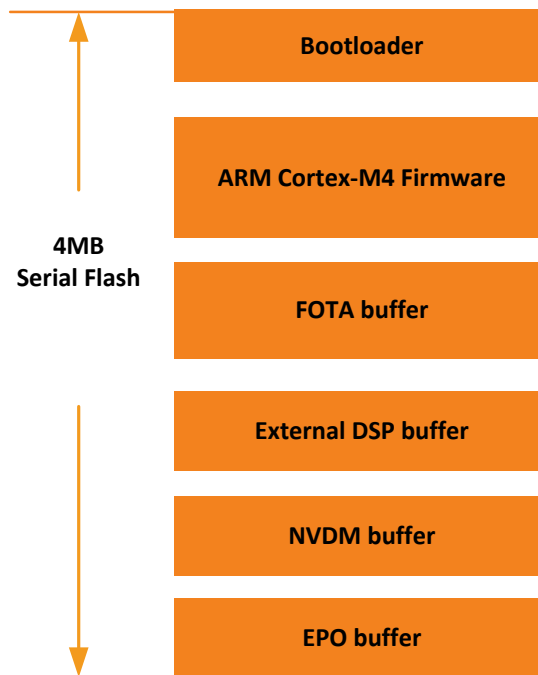 Bootloader
ARM Cortex-M4 Firmware
4MB
Serial Flash
FOTA buffer
External DSP buffer
NVDM buffer
EPO buffer